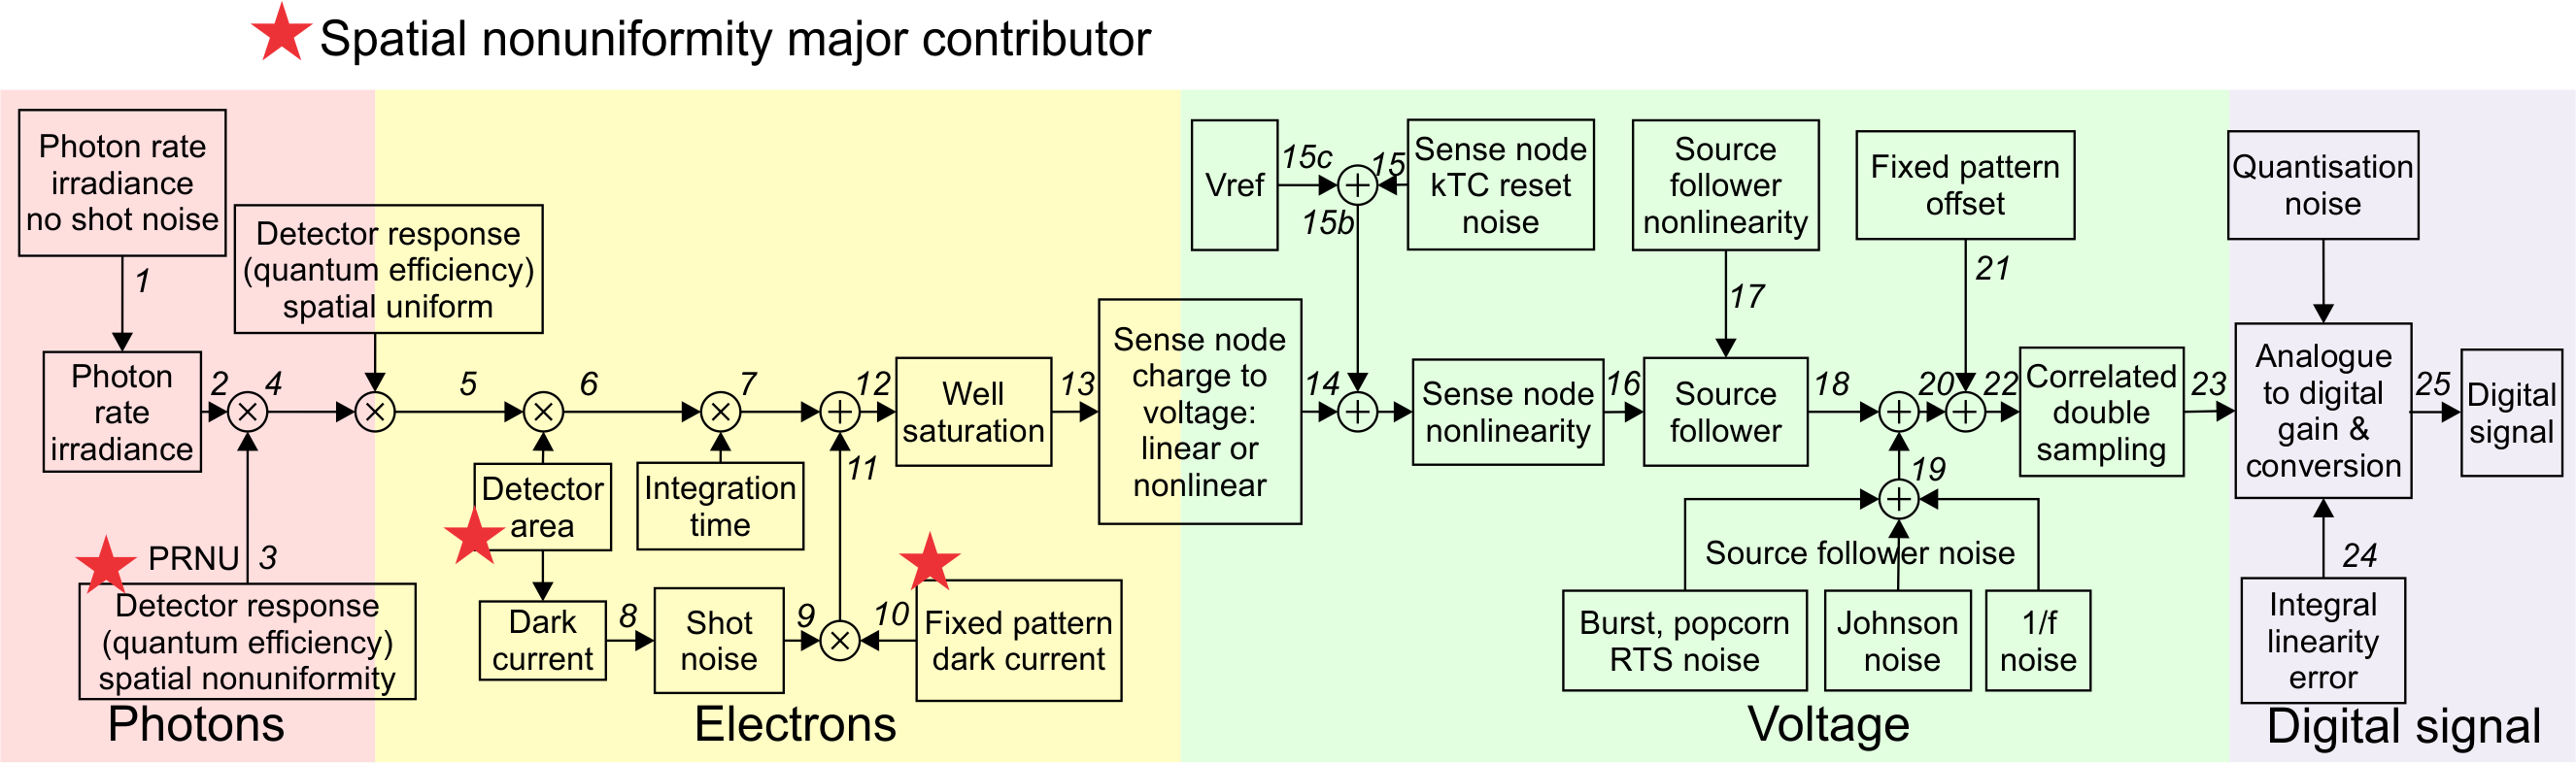 Spatial nonuniformity major contributor
Photon rate
irradiance
no shot noise
1
Detector response
(quantum efficiency)
spatial uniform
Photon
rate
irradiance
2
4
PRNU
3
Detector response
(quantum efficiency)
spatial nonuniformity
Photons
5
6
7
12
Detector
area
Integration
time
11
Dark
current
8
Shot
noise
9
10
Fixed pattern
dark current
Well
saturation
13
Electrons
Sense node
charge to
voltage:
linear or
nonlinear
14
Vref
15c
15
15b
Sense node
kTC reset
noise
Sense node
nonlinearity
16
Source
follower
nonlinearity
17
Source
follower
18
20
22
Fixed pattern
offset
21
19
Source follower noise
Burst, popcorn
RTS noise
Johnson
noise
1/f
noise
Correlated
double
sampling
23
Voltage
Quantisation
noise
Analogue
to digital
gain &
conversion
25
Digital
signal
24
Integral
linearity
error
Digital signal